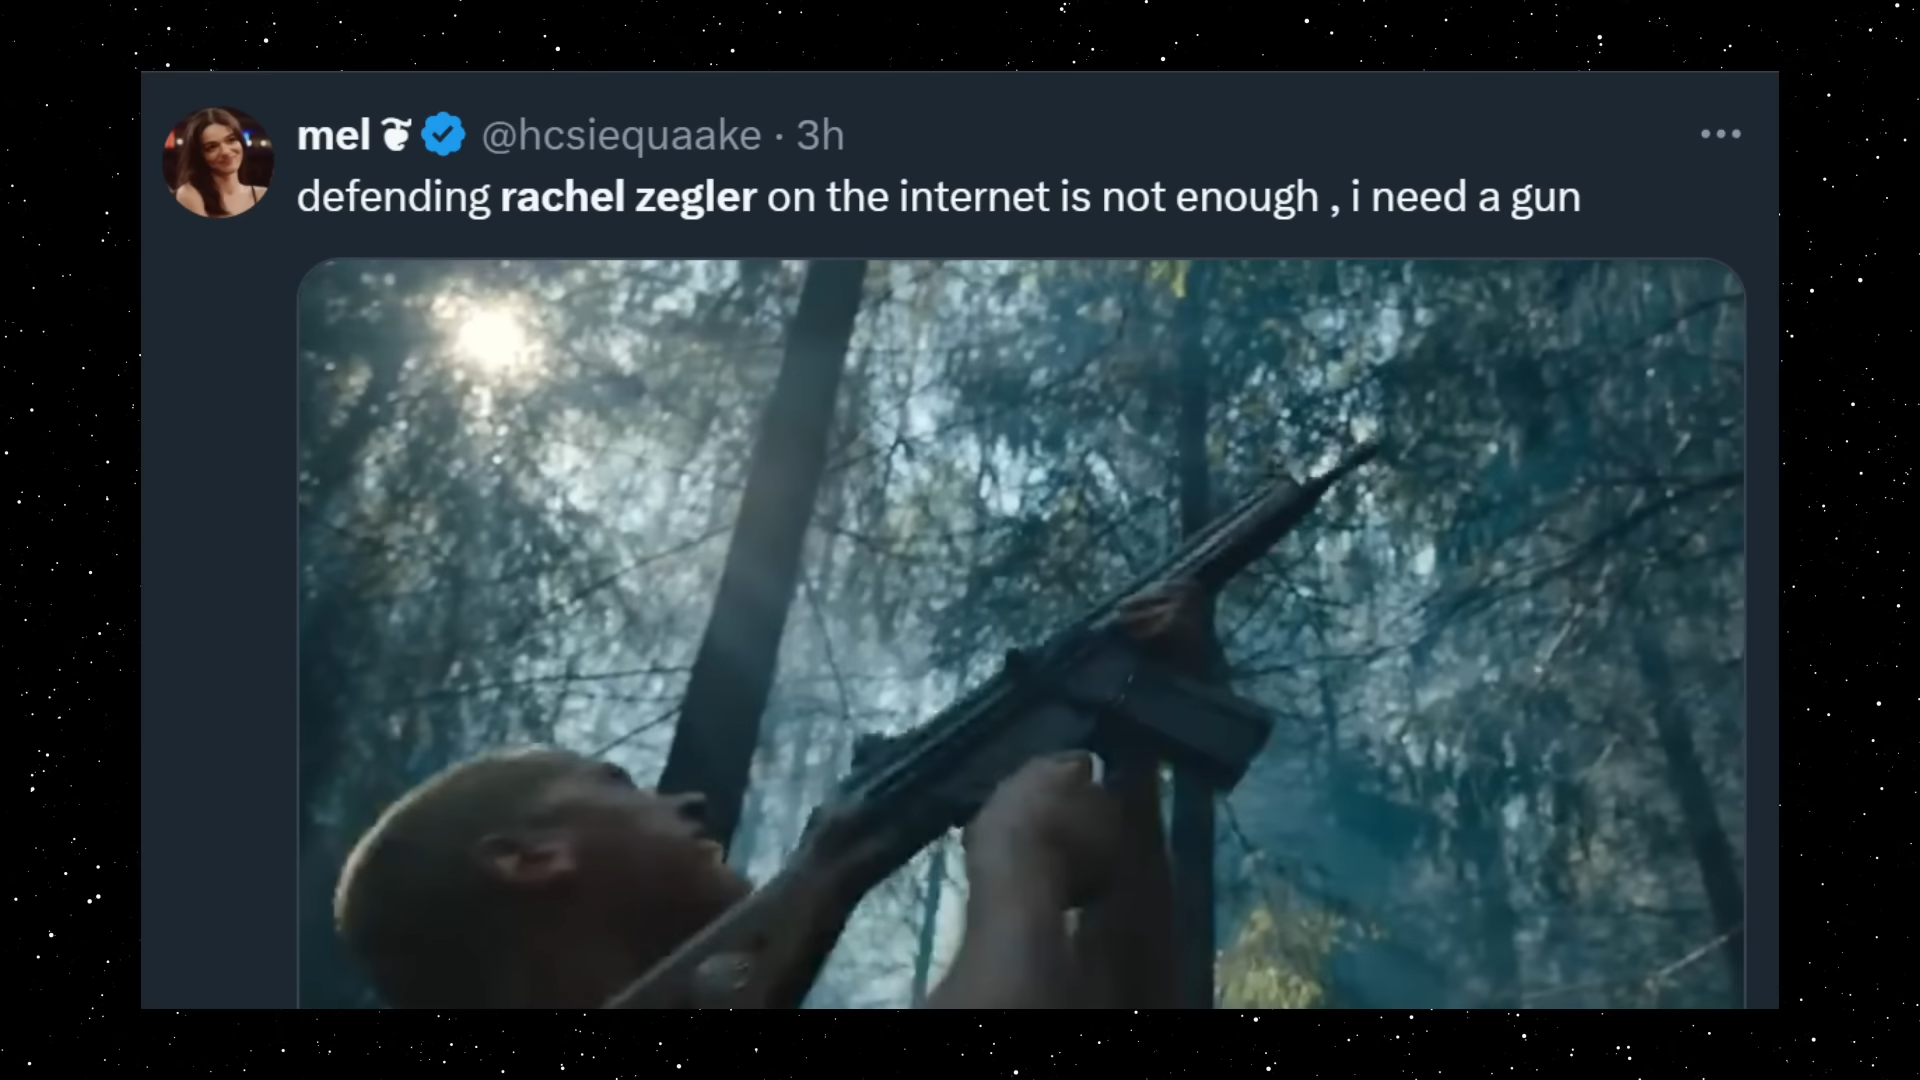 mel @hcsiequaake · 3h
defending rachel zegler on the internet is not enough , i need a gun